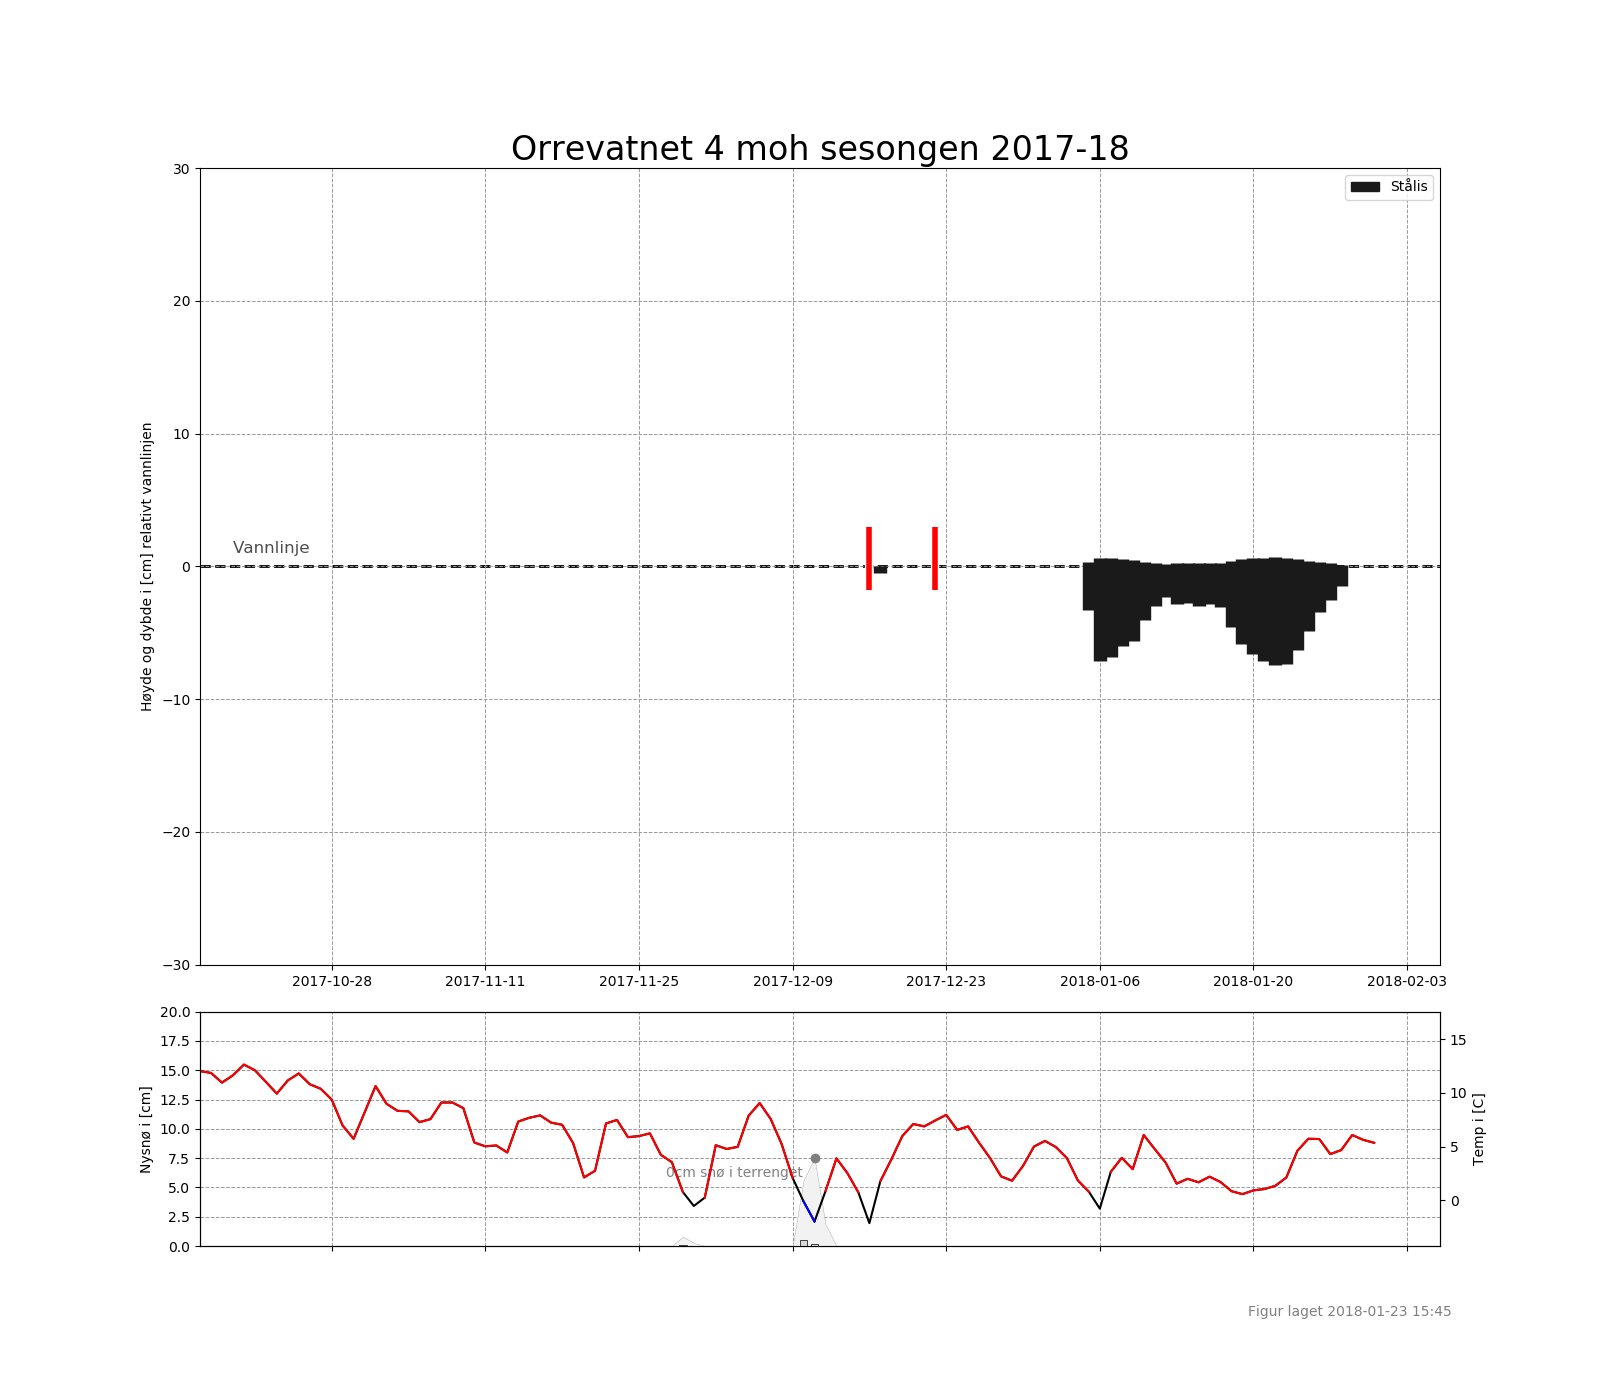 Orrevatnet 4 moh sesongen 2017-18
Stålis
30
20
10
0
−10
−20
−30
Høyde og dybde i [cm] relativt vannlinjen
Vannlinje
2017-10-28 2017-11-11 2017-11-25 2017-12-09 2017-12-23 2018-01-06 2018-01-20 2018-02-03
20.0
17.5
15.0
12.5
10.0
7.5
5.0
2.5
0.0
Nysnø i [cm]
0cm snø i terrenget
15
10
5
0
Temp i [C]
Figur laget 2018-01-23 15:45